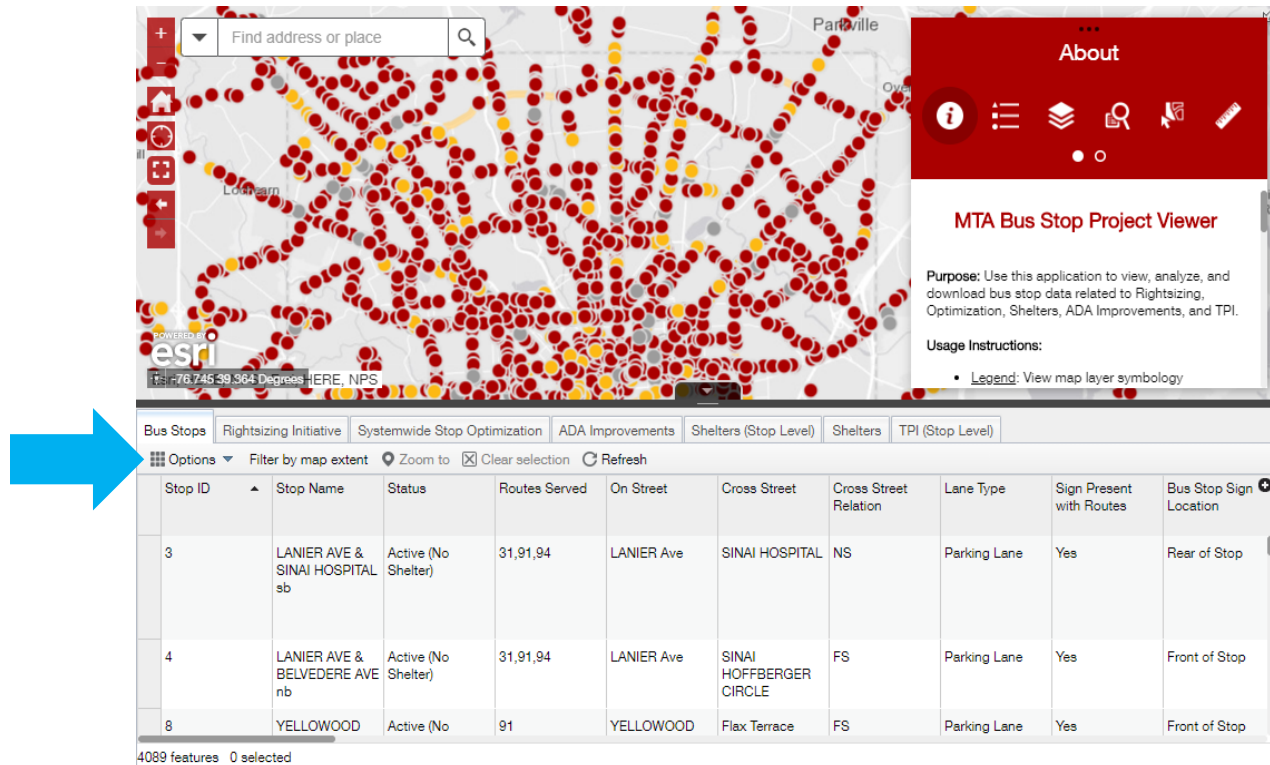 Parkville
Find address or place
Lochearn
POWERED BY
esri
-76.745 39.364 Degrees
HERE, NPS
About
MTA Bus Stop Project Viewer
Purpose: Use this application to view, analyze, and
download bus stop data related to Rightsizing,
Optimization, Shelters, ADA Improvements, and TPI.
Usage Instructions:
• Legend: View map layer symbology
Bus Stops Rightsizing Initiative Systemwide Stop Optimization ADA Improvements Shelters (Stop Level) Shelters TPI (Stop Level)
Options Filter by map extent Zoom to Clear selection Refresh
Stop ID Stop Name Status Routes Served On Street Cross Street Cross Street Lane Type Sign Present Bus Stop Sign
Relation with Routes Location
3 LANIER AVE & Active (No 31,91,94 LANIER Ave SINAI HOSPITAL NS Parking Lane Yes Rear of Stop
SINAI HOSPITAL Shelter)
sb
4 LANIER AVE & Active (No 31,91,94 LANIER Ave SINAI FS Parking Lane Yes Front of Stop
BELVEDERE AVE Shelter) HOFFBERGER
nb CIRCLE
8 YELLOWOOD Active (No 91 YELLOWOOD Flax Terrace FS Parking Lane Yes Front of Stop
4089 features 0 selected